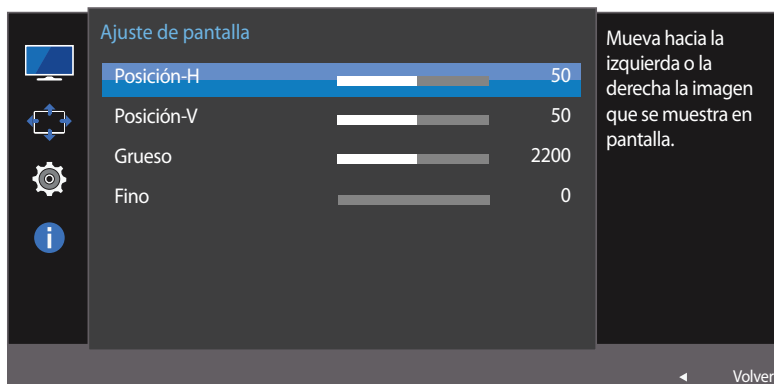 Ajuste de pantalla
Posición-H 50
Posición-V 50
Grueso 2200
Fino 0
Mueva hacia la
izquierda o la
derecha la imagen
que se muestra en
pantalla.
Volver